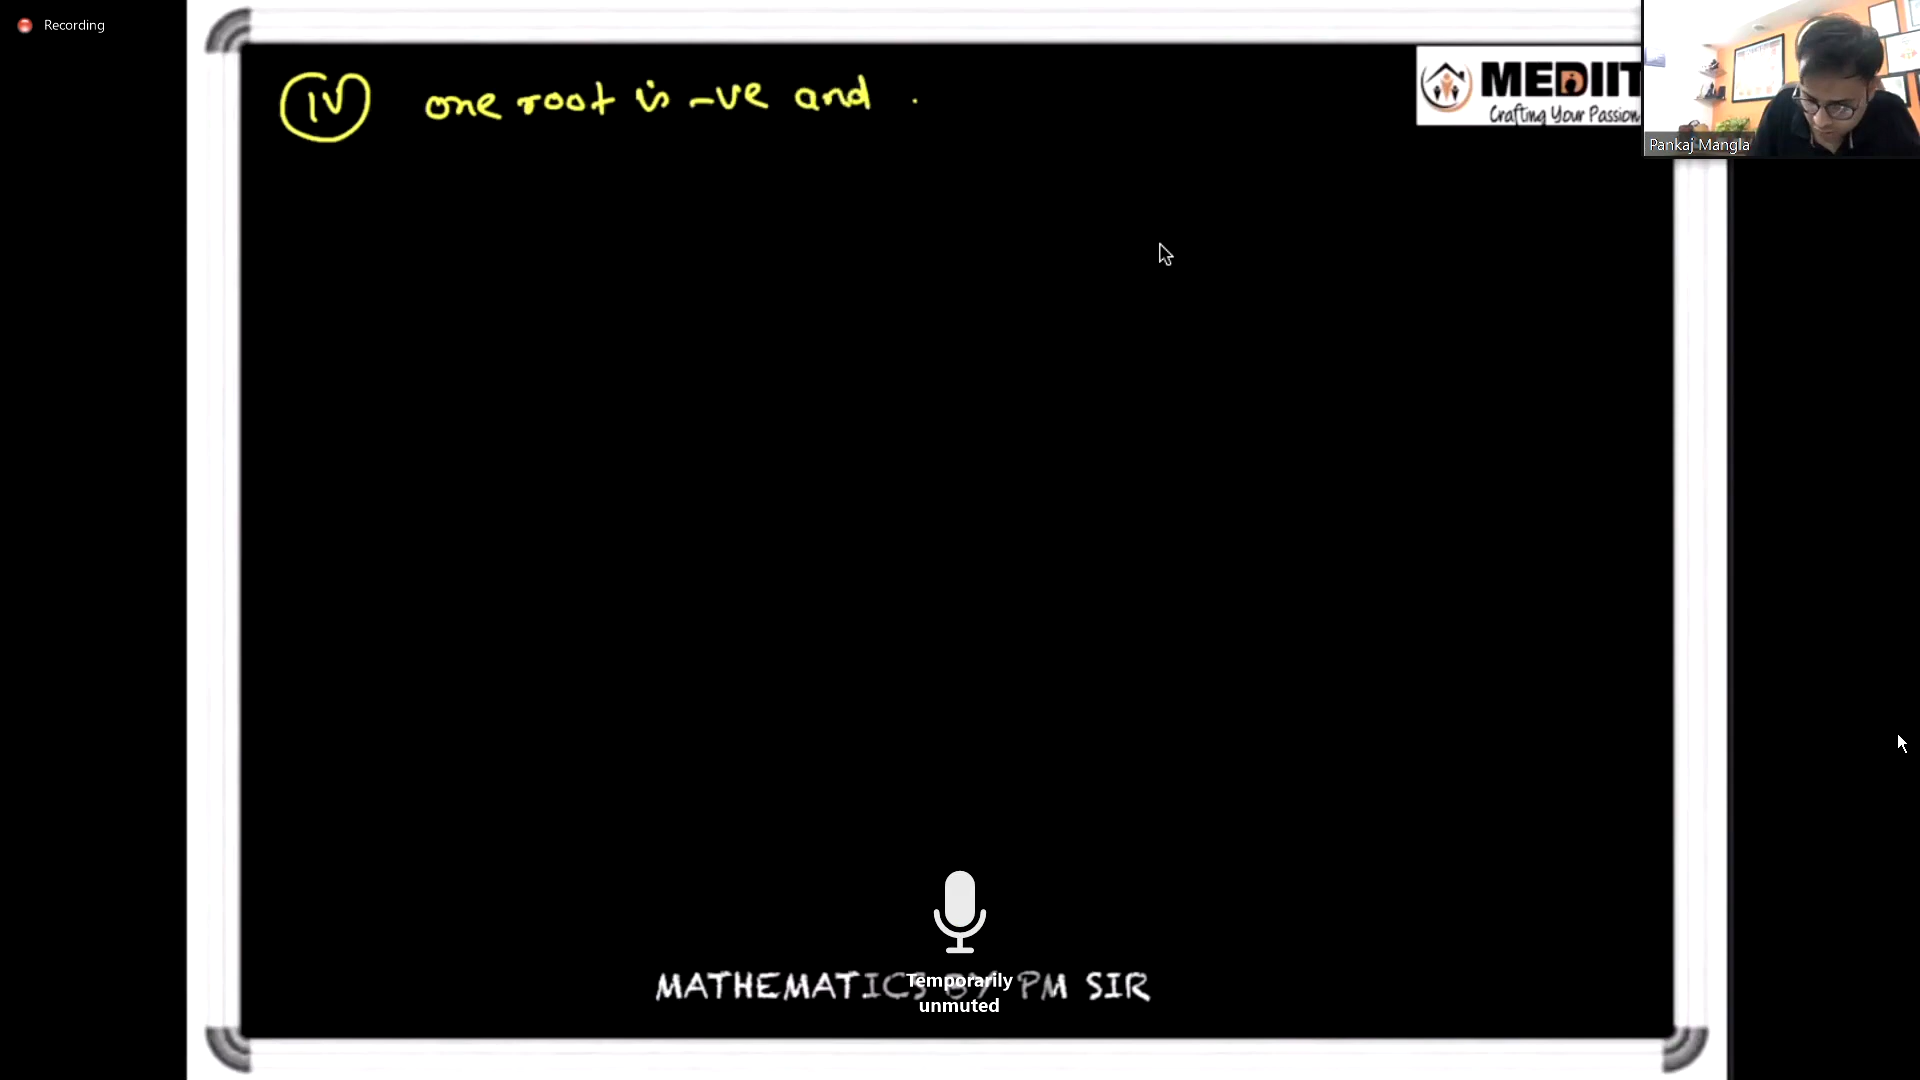 Recording
iv one root is -ve and .
MEDIIT
Crafting Your Passion
Pankaj Mangla
MATHEMATICS BY PM SIR
Temporarily
unmuted